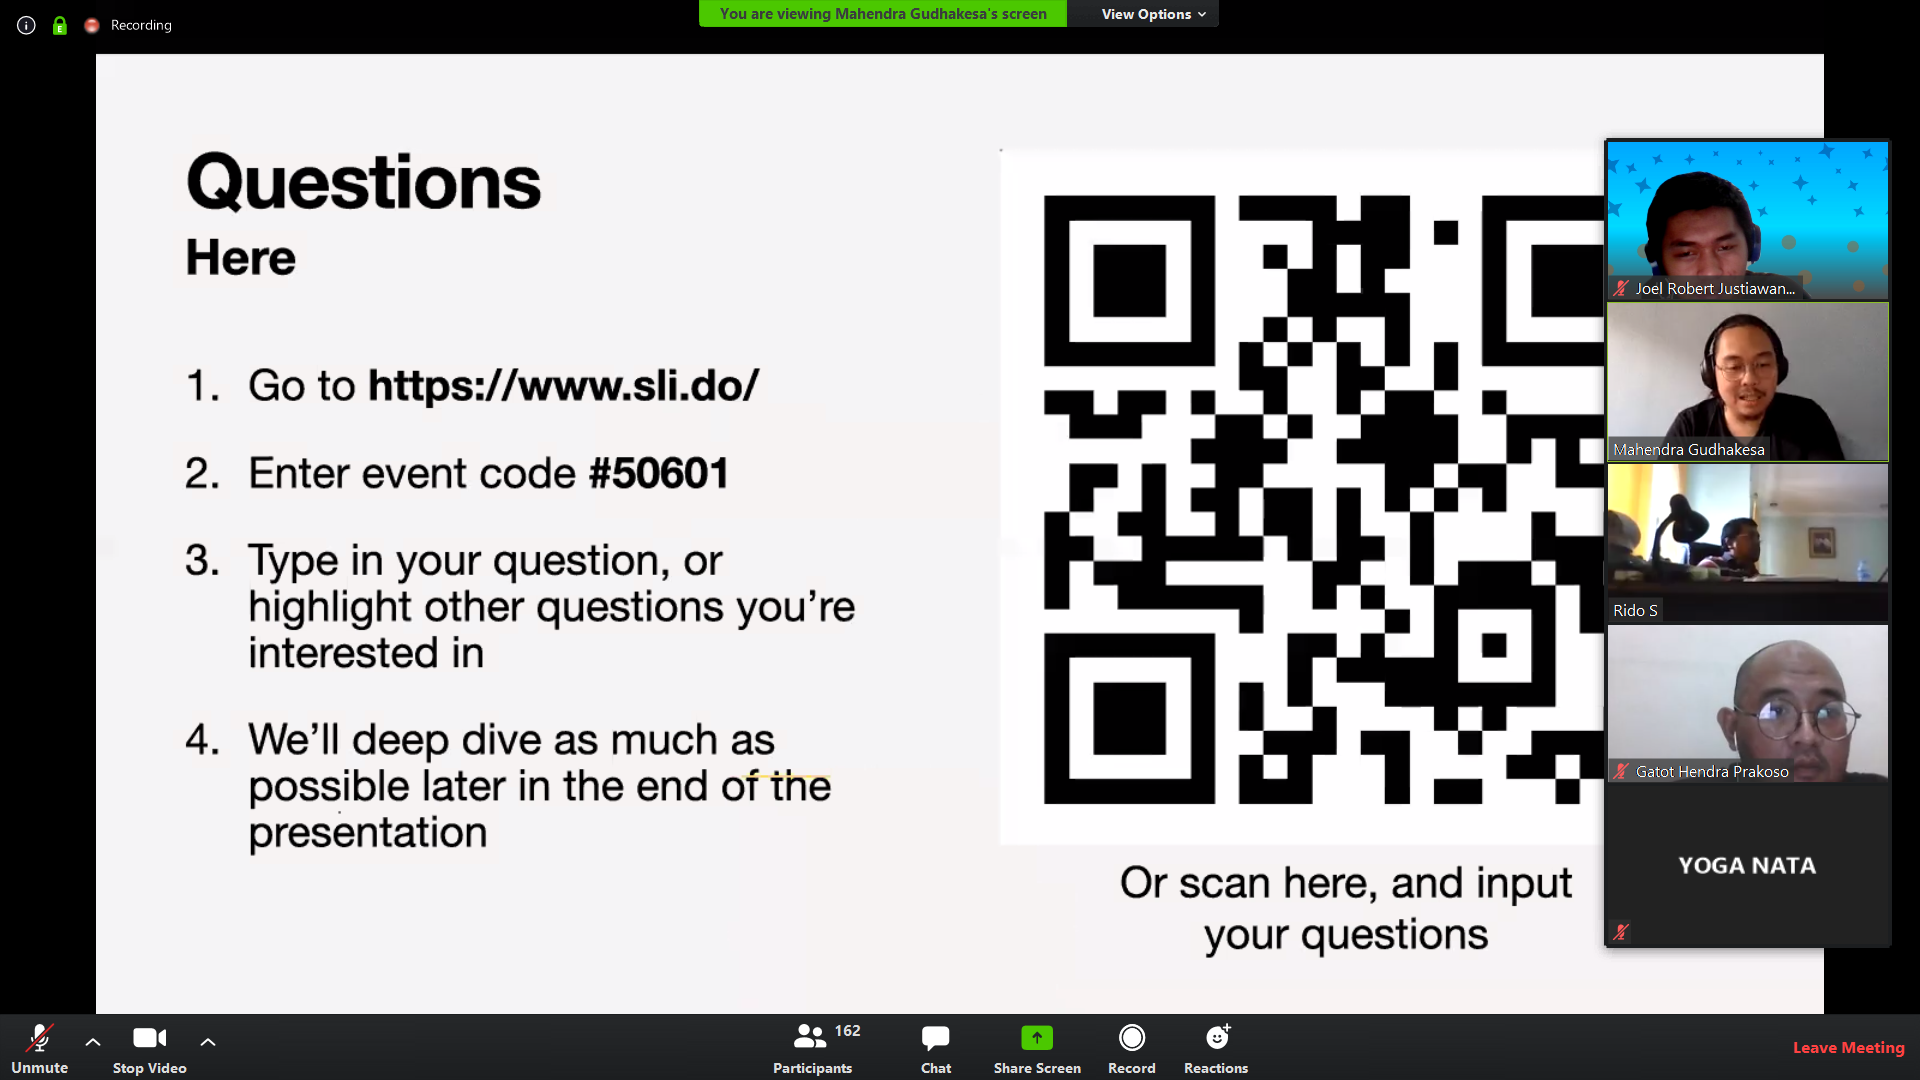 Recording
You are viewing Mahendra Gudhakesa's screen
View Options
Questions
Here
1. Go to https://www.sli.do/
2. Enter event code #50601
3. Type in your question, or
highlight other questions you’re
interested in
4. We’ll deep dive as much as
possible later in the end of the
presentation
Or scan here, and input
your questions
Joel Robert Justiawan...
Mahendra Gudhakesa
Rido S
Gatot Hendra Prakoso
YOGA NATA
Unmute
Stop Video
162
Participants
Chat
Share Screen
Record
Reactions
Leave Meeting